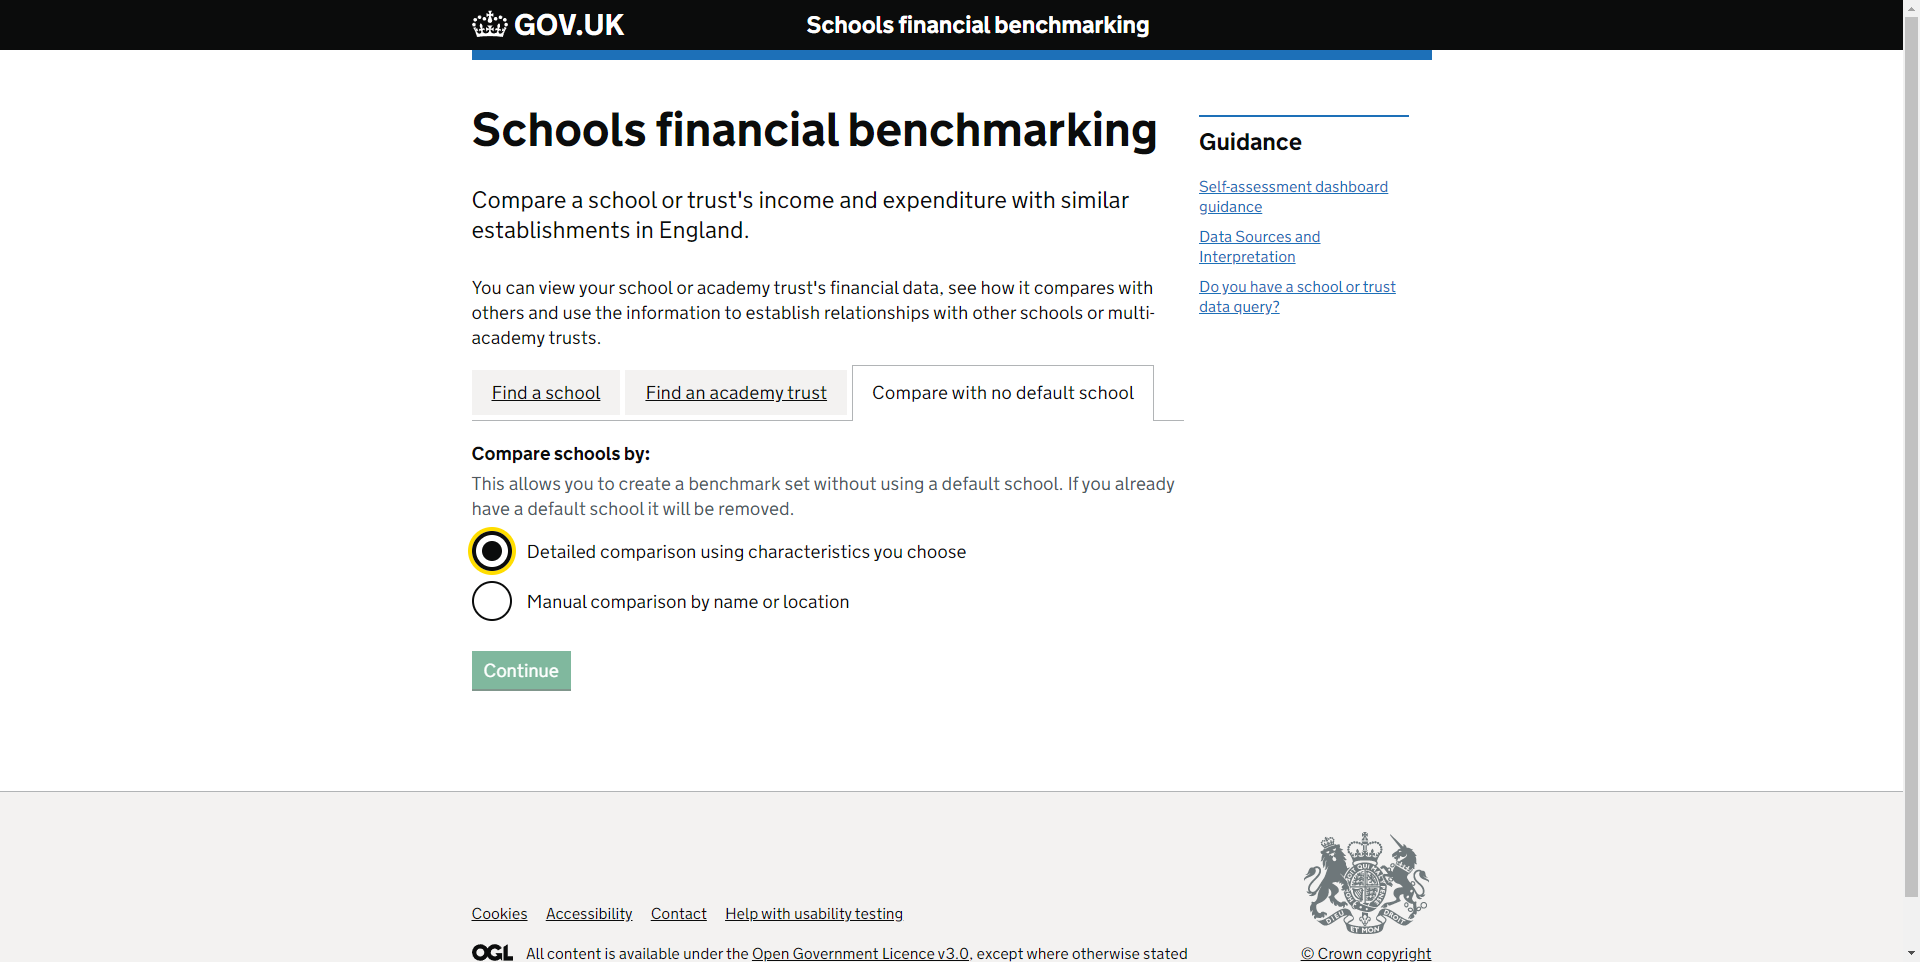 GOV.UK
Schools financial benchmarking
Schools financial benchmarking
Compare a school or trust's income and expenditure with similar
establishments in England.
You can view your school or academy trust's financial data, see how it compares with
others and use the information to establish relationships with other schools or multi-
academy trusts.
Find a school
Find an academy trust
Compare with no default school
Compare schools by:
This allows you to create a benchmark set without using a default school. If you already
have a default school it will be removed.
Detailed comparison using characteristics you choose
Manual comparison by name or location
Continue
Guidance
Self-assessment dashboard
guidance
Data Sources and
Interpretation
Do you have a school or trust
data query?
Cookies
Accessibility
Contact
Help with usability testing
OGL
All content is available under the Open Government Licence v3.0, except where otherwise stated
DIEU ET MON DROIT
© Crown copyright